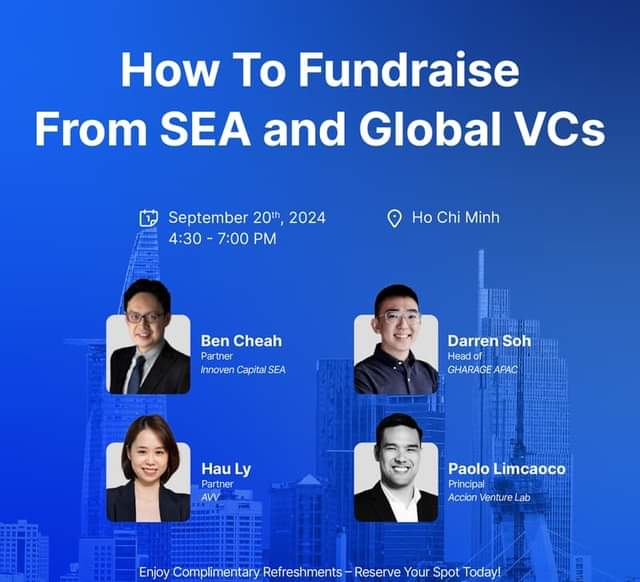 How To Fundraise
From SEA and Global VCs
September 20th, 2024
4:30 - 7:00 PM
Ho Chi Minh
Ben Cheah
Partner
Innoven Capital SEA
Darren Soh
Head of
GHARAGE APAC
Hau Ly
Partner
AVV
Paolo Limcaoco
Principal
Accion Venture Lab
Enjoy Complimentary Refreshments – Reserve Your Spot Today!